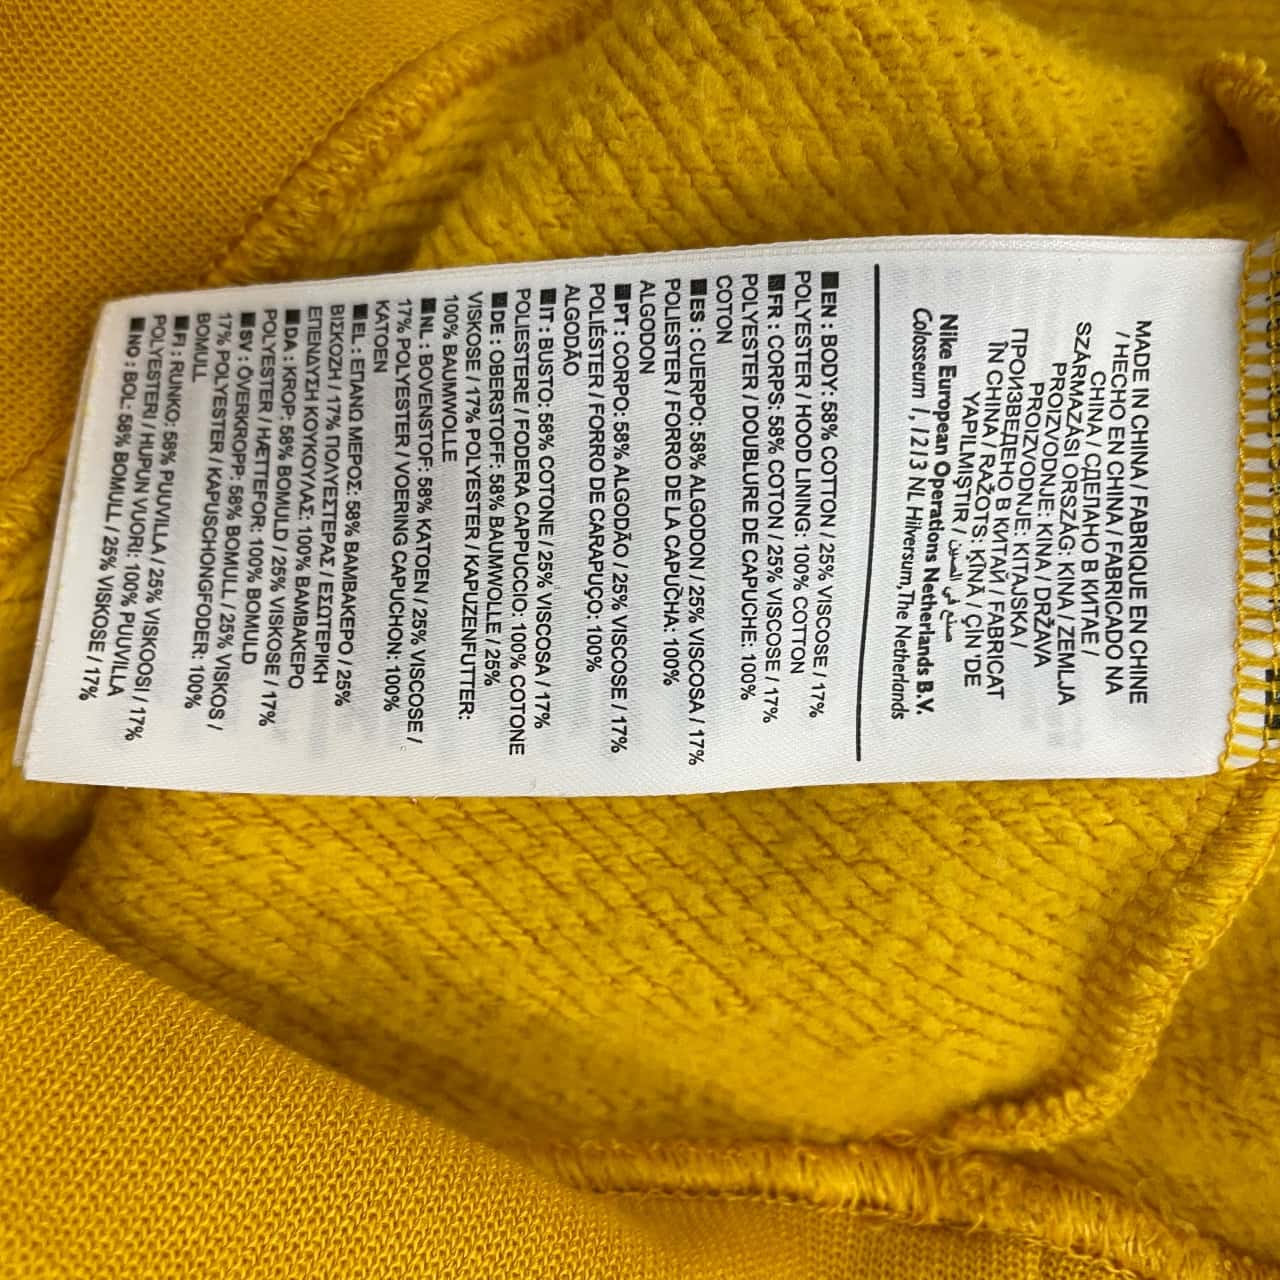 MADE IN CHINA / FABRIQUE EN CHINE
/ HECHO EN CHINA / FABRICADO NA
CHINA / СДЕЛАНО В КИТАЕ /
SZÁRMAZÁSI ORSZÁG: KÍNA / ZEMLJA
PROIZVODNJE: KINA / DRŽAVA
PROIZVODNJE: KITAJSKA /
ПРОИЗВЕДЕНО В КИТАЙ / FABRICAT
ÎN CHINA / RAŽOTS: ĶĪNĀ / ÇİN 'DE
YAPILMIŞTIR / صنع في الصين
Nike European Operations Netherlands B.V.
Colosseum 1, 1213 NL Hilversum, The Netherlands
EN : BODY: 58% COTTON / 25% VISCOSE / 17%
POLYESTER / HOOD LINING: 100% COTTON
FR : CORPS: 58% COTON / 25% VISCOSE / 17%
POLYESTER / DOUBLURE DE CAPUCHE: 100%
COTON
ES : CUERPO: 58% ALGODON / 25% VISCOSA / 17%
POLIESTER / FORRO DE LA CAPUCHA: 100%
ALGODON
PT : CORPO: 58% ALGODÃO / 25% VISCOSE / 17%
POLIÉSTER / FORRO DE CARAPUÇO: 100%
ALGODÃO
IT : BUSTO: 58% COTONE / 25% VISCOSA / 17%
POLIESTERE / FODERA CAPPUCCIO: 100% COTONE
DE : OBERSTOFF: 58% BAUMWOLLE / 25%
VISKOSE / 17% POLYESTER / KAPUZENFUTTER:
100% BAUMWOLLE
NL : BOVENSTOF: 58% KATOEN / 25% VISCOSE /
17% POLYESTER / VOERING CAPUCHON: 100%
KATOEN
EL : ΕΠΑΝΩ ΜΕΡΟΣ: 58% ΒΑΜΒΑΚΕΡΟ / 25%
ΒΙΣΚΟΖΗ / 17% ΠΟΛΥΕΣΤΕΡΑΣ / ΕΣΩΤΕΡΙΚΗ
ΕΠΕΝΔΥΣΗ ΚΟΥΚΟΥΛΑΣ: 100% ΒΑΜΒΑΚΕΡΟ
DA : KROP: 58% BOMULD / 25% VISKOSE / 17%
POLYESTER / HÆTTEFOR: 100% BOMULD
SV : ÖVERKROPP: 58% BOMULL / 25% VISKOS /
17% POLYESTER / KAPUSCHONGFODER: 100%
BOMULL
FI : RUNKO: 58% PUUVILLA / 25% VISKOOSI / 17%
POLYESTERI / HUPUN VUORI: 100% PUUVILLA
NO : BOL: 58% BOMULL / 25% VISKOSE / 17%